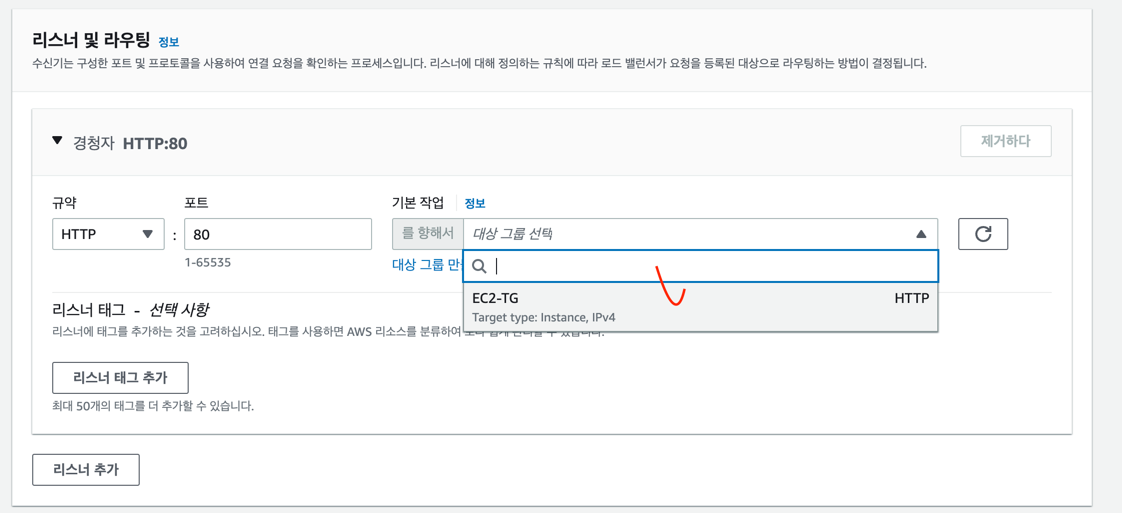 리스너 및 라우팅 정보
수신기는 구성한 포트 및 프로토콜을 사용하여 연결 요청을 확인하는 프로세스입니다. 리스너에 대해 정의하는 규칙에 따라 로드 밸런서가 요청을 등록된 대상으로 라우팅하는 방법이 결정됩니다.
경청자 HTTP:80
제거하다
규약 포트 기본 작업 정보
HTTP : 80 를 향해서 대상 그룹 선택
1-65535
대상 그룹 만
EC2-TG HTTP
Target type: Instance, IPv4
리스너 태그 - 선택 사항
리스너에 태그를 추가하는 것을 고려하십시오. 태그를 사용하면 AWS 리소스를 분류하여
리스너 태그 추가
최대 50개의 태그를 더 추가할 수 있습니다.
리스너 추가